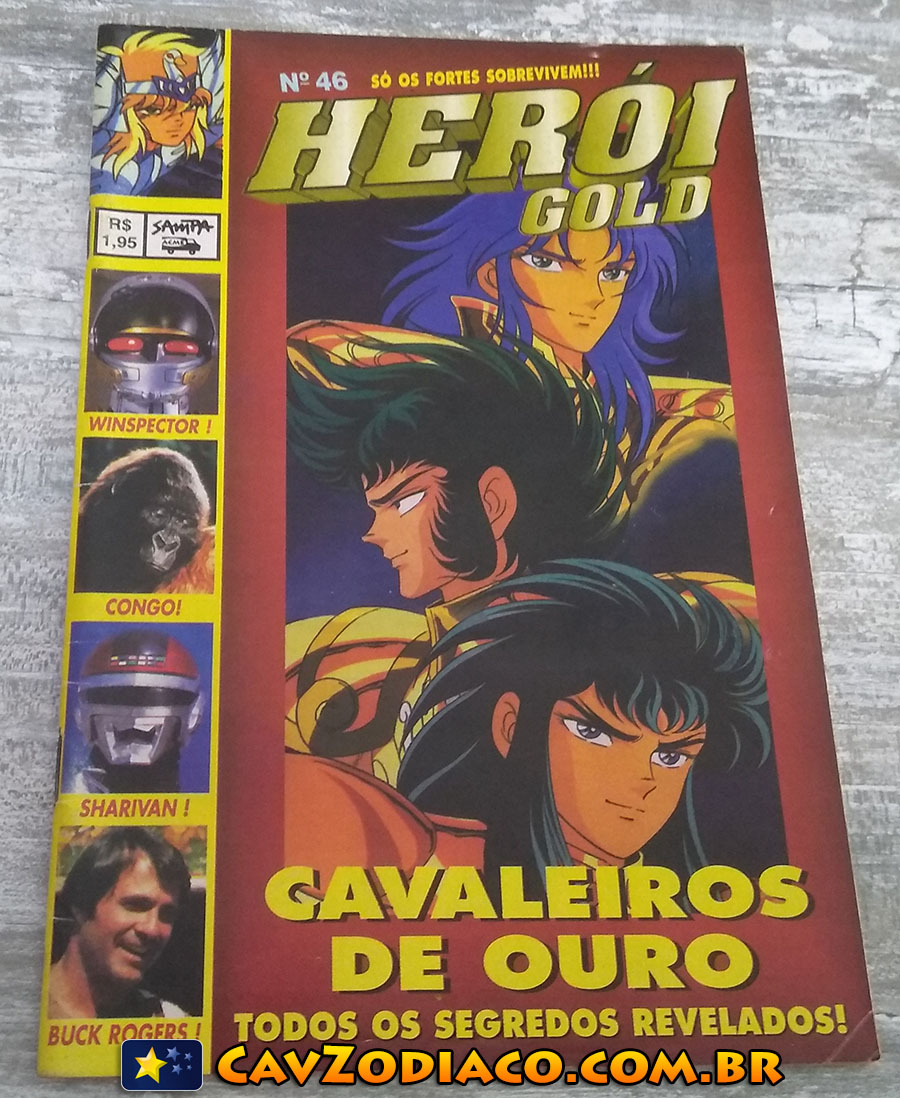 Nº 46 SÓ OS FORTES SOBREVIVEM!!!
HERÓI
GOLD
R$
1,95
SAMPA
ACME
WINSPECTOR !
CONGO!
SHARIVAN !
BUCK ROGERS !
CAVALEIROS
DE OURO
TODOS OS SEGREDOS REVELADOS!
CAVZODIACO.COM.BR